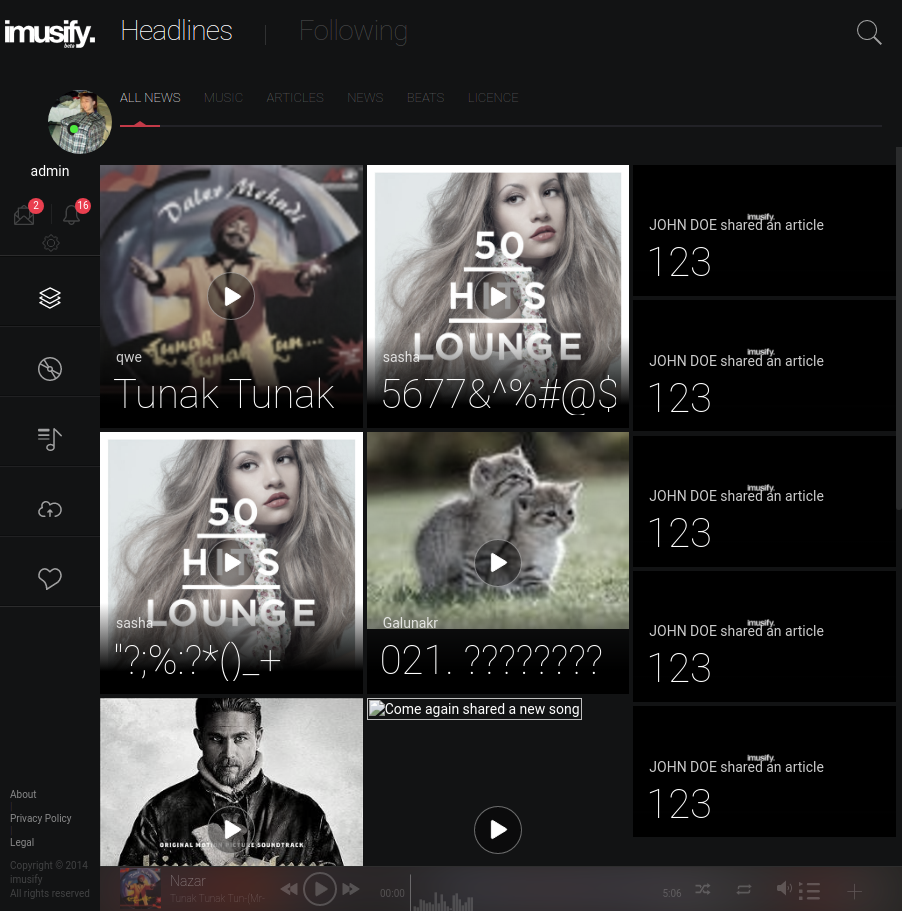 imusify.
beta
Headlines
Following
ALL NEWS
MUSIC
ARTICLES
NEWS
BEATS
LICENCE
admin
2
16
Daler Mehndi
Tunak
Tunak Tun...
qwe
Tunak Tunak
50
HITS
LOUNGE
sasha
5677&^%#@$
imusify.
JOHN DOE shared an article
123
imusify.
JOHN DOE shared an article
123
50
HITS
LOUNGE
sasha
"?;%:?*()_+
Galunakr
021. ????????
imusify.
JOHN DOE shared an article
123
imusify.
JOHN DOE shared an article
123
ORIGINAL MOTION PICTURE SOUNDTRACK
Come again shared a new song
imusify.
JOHN DOE shared an article
123
About
Privacy Policy
Legal
Copyright © 2014
imusify
All rights reserved
Nazar
Tunak Tunak Tun-(Mr-
00:00
5:06